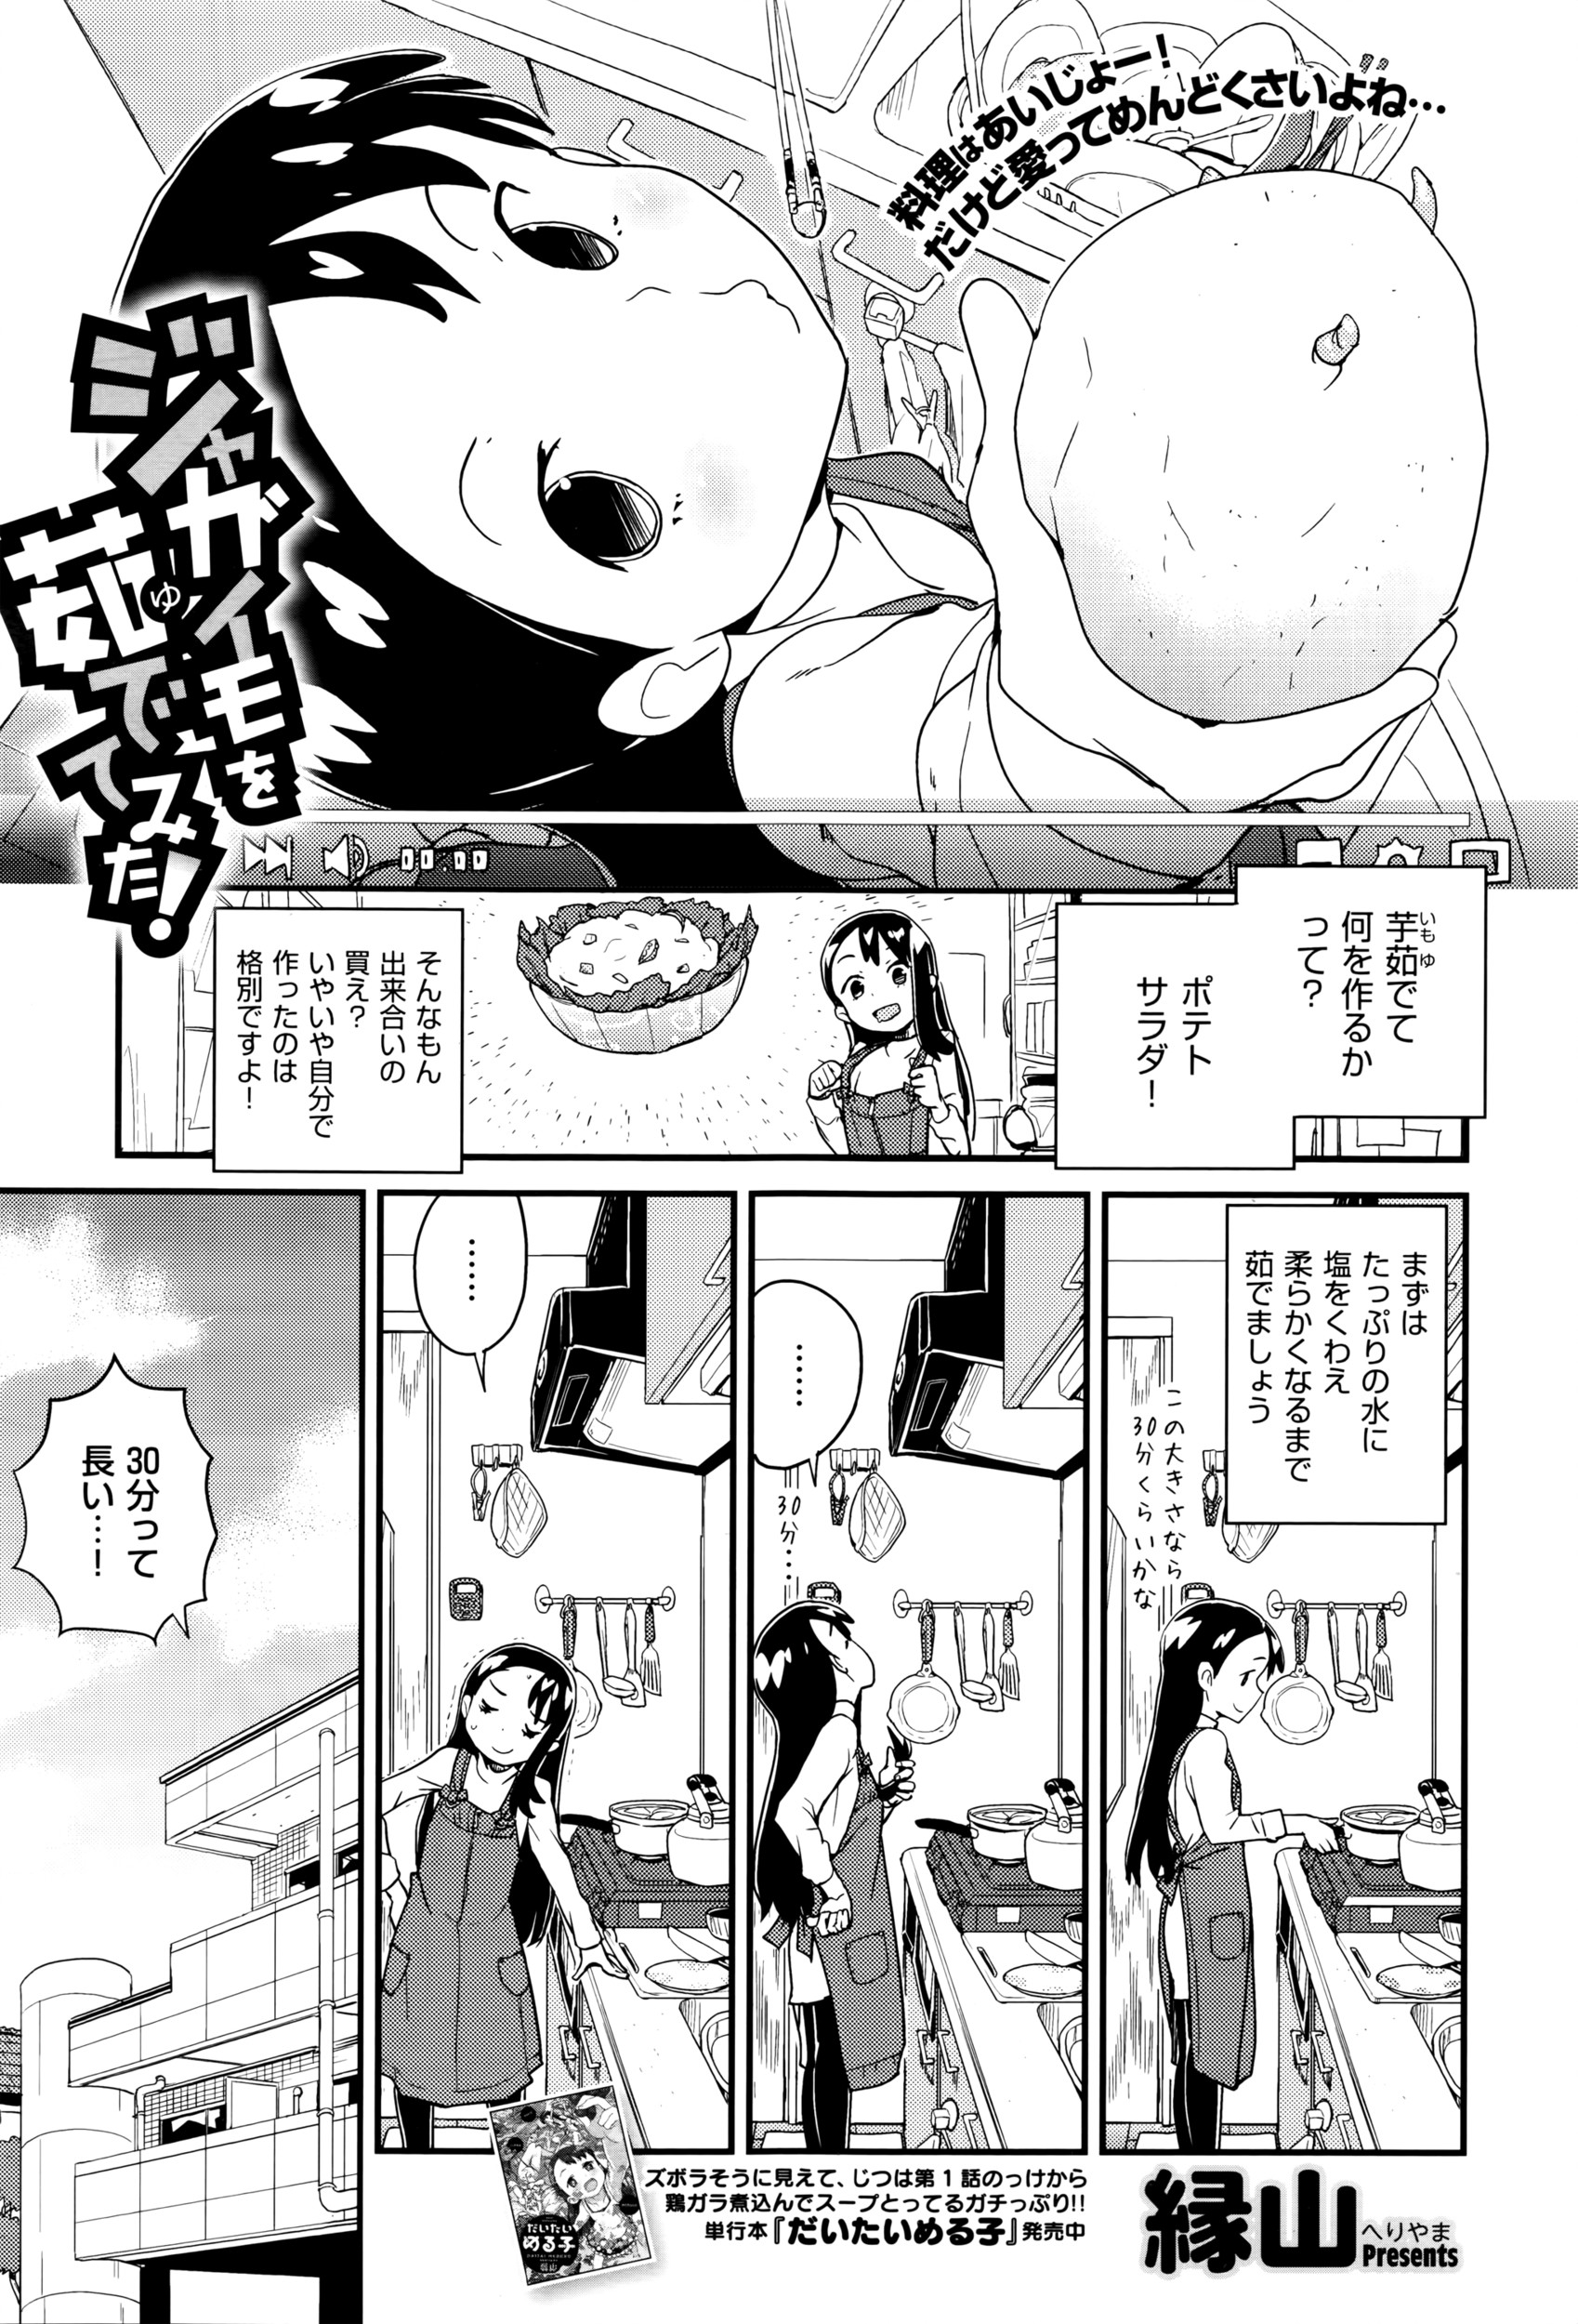 料理はあいじょー!
だけど愛ってめんどくさいよね…
ジャガイモを
茹でてみた!
ゆ
00:00
芋茹でて
いもゆ
何を作るか
って?
ポテト
サラダ!
そんなもん
出来合いの
買え?
いやいや自分で
作ったのは
格別ですよ!
まずは
たっぷりの水に
塩をくわえ
柔らかくなるまで
茹でましょう
この大きさなら
30分くらいかな
……
30分…
……
30分って
長い…!
ズボラそうに見えて、じつは第1話のっけから
鶏ガラ煮込んでスープとってるガチっぷり!!
単行本『だいたいめる子』発売中
だいたい
める子
縁山
へりやま
Presents